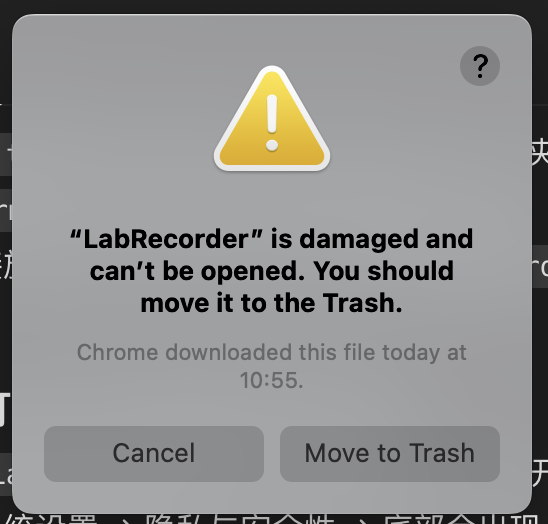 ?
“LabRecorder” is damaged and
can’t be opened. You should
move it to the Trash.
Chrome downloaded this file today at
10:55.
Cancel
Move to Trash